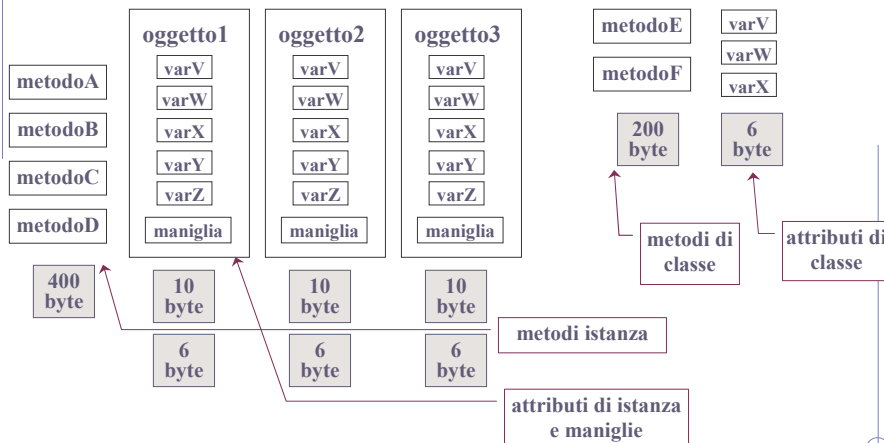 metodoA
metodoB
metodoC
metodoD
400
byte
oggetto1
varV
varW
varX
varY
varZ
maniglia
10
byte
6
byte
oggetto2
varV
varW
varX
varY
varZ
maniglia
10
byte
6
byte
oggetto3
varV
varW
varX
varY
varZ
maniglia
10
byte
6
byte
metodoE
metodoF
200
byte
varV
varW
varX
6
byte
metodi di
classe
attributi di
classe
metodi istanza
attributi di istanza
e maniglie